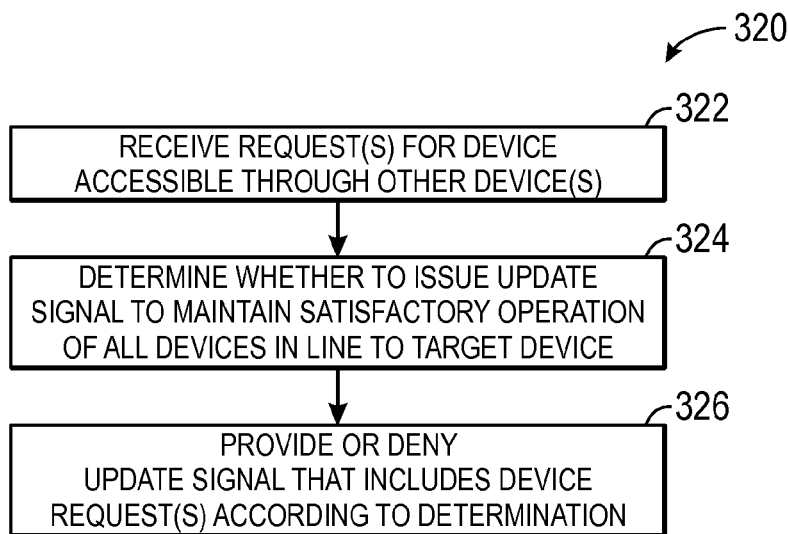 320
322
RECEIVE REQUEST(S) FOR DEVICE
ACCESSIBLE THROUGH OTHER DEVICE(S)
324
DETERMINE WHETHER TO ISSUE UPDATE
SIGNAL TO MAINTAIN SATISFACTORY OPERATION
OF ALL DEVICES IN LINE TO TARGET DEVICE
326
PROVIDE OR DENY
UPDATE SIGNAL THAT INCLUDES DEVICE
REQUEST(S) ACCORDING TO DETERMINATION